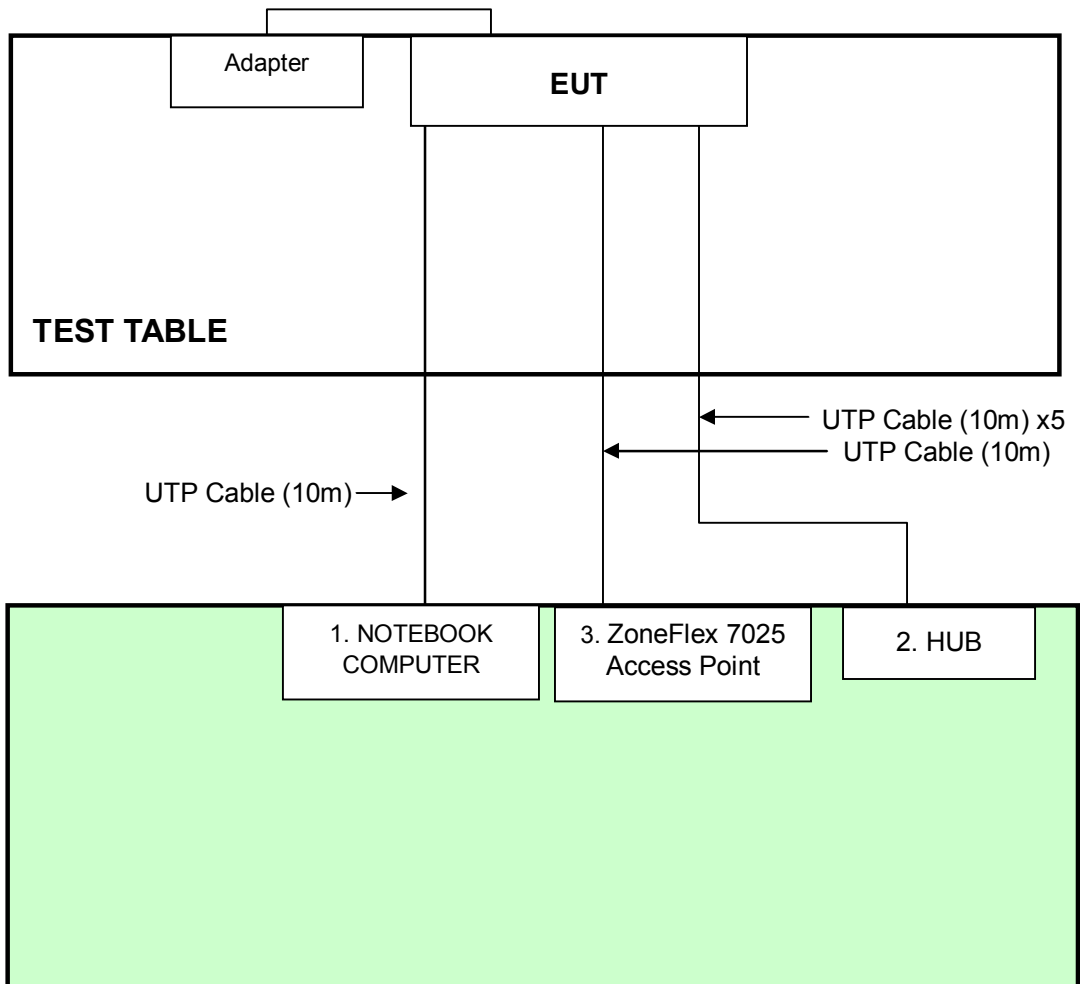 Adapter
EUT
TEST TABLE
UTP Cable (10m) x5
UTP Cable (10m)
UTP Cable (10m)
1. NOTEBOOK
COMPUTER
3. ZoneFlex 7025
Access Point
2. HUB